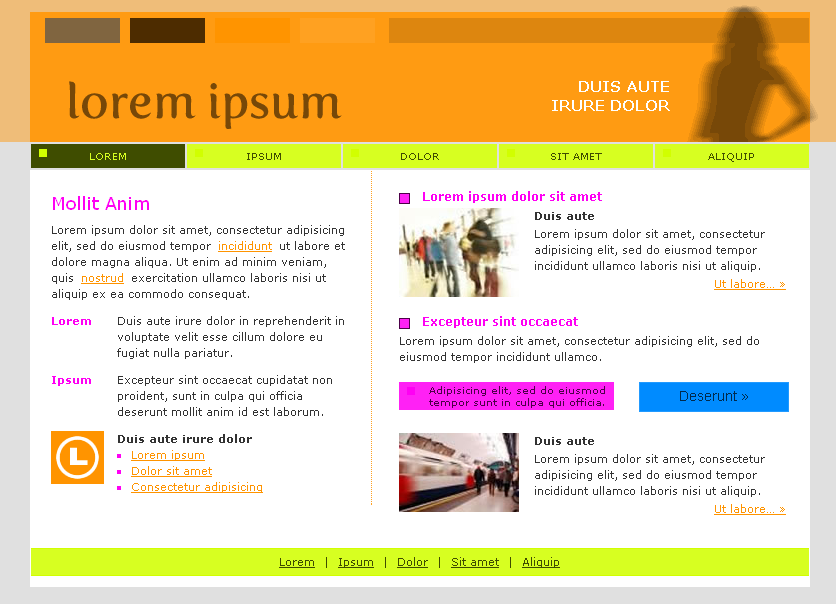 lorem ipsum
DUIS AUTE
IRURE DOLOR
LOREM
IPSUM
DOLOR
SIT AMET
ALIQUIP
Mollit Anim
Lorem ipsum dolor sit amet, consectetur adipisicing
elit, sed do eiusmod tempor incididunt ut labore et
dolore magna aliqua. Ut enim ad minim veniam,
quis nostrud exercitation ullamco laboris nisi ut
aliquip ex ea commodo consequat.
Lorem
Duis aute irure dolor in reprehenderit in
voluptate velit esse cillum dolore eu
fugiat nulla pariatur.
Ipsum
Excepteur sint occaecat cupidatat non
proident, sunt in culpa qui officia
deserunt mollit anim id est laborum.
Duis aute irure dolor
Lorem ipsum
Dolor sit amet
Consectetur adipisicing
Lorem ipsum dolor sit amet
Duis aute
Lorem ipsum dolor sit amet, consectetur
adipisicing elit, sed do eiusmod tempor
incididunt ullamco laboris nisi ut aliquip.
Ut labore... »
Excepteur sint occaecat
Lorem ipsum dolor sit amet, consectetur adipisicing elit, sed do
eiusmod tempor incididunt ullamco.
Adipisicing elit, sed do eiusmod
tempor sunt in culpa qui officia.
Deserunt »
Duis aute
Lorem ipsum dolor sit amet, consectetur
adipisicing elit, sed do eiusmod tempor
incididunt ullamco laboris nisi ut aliquip.
Ut labore... »
Lorem | Ipsum | Dolor | Sit amet | Aliquip